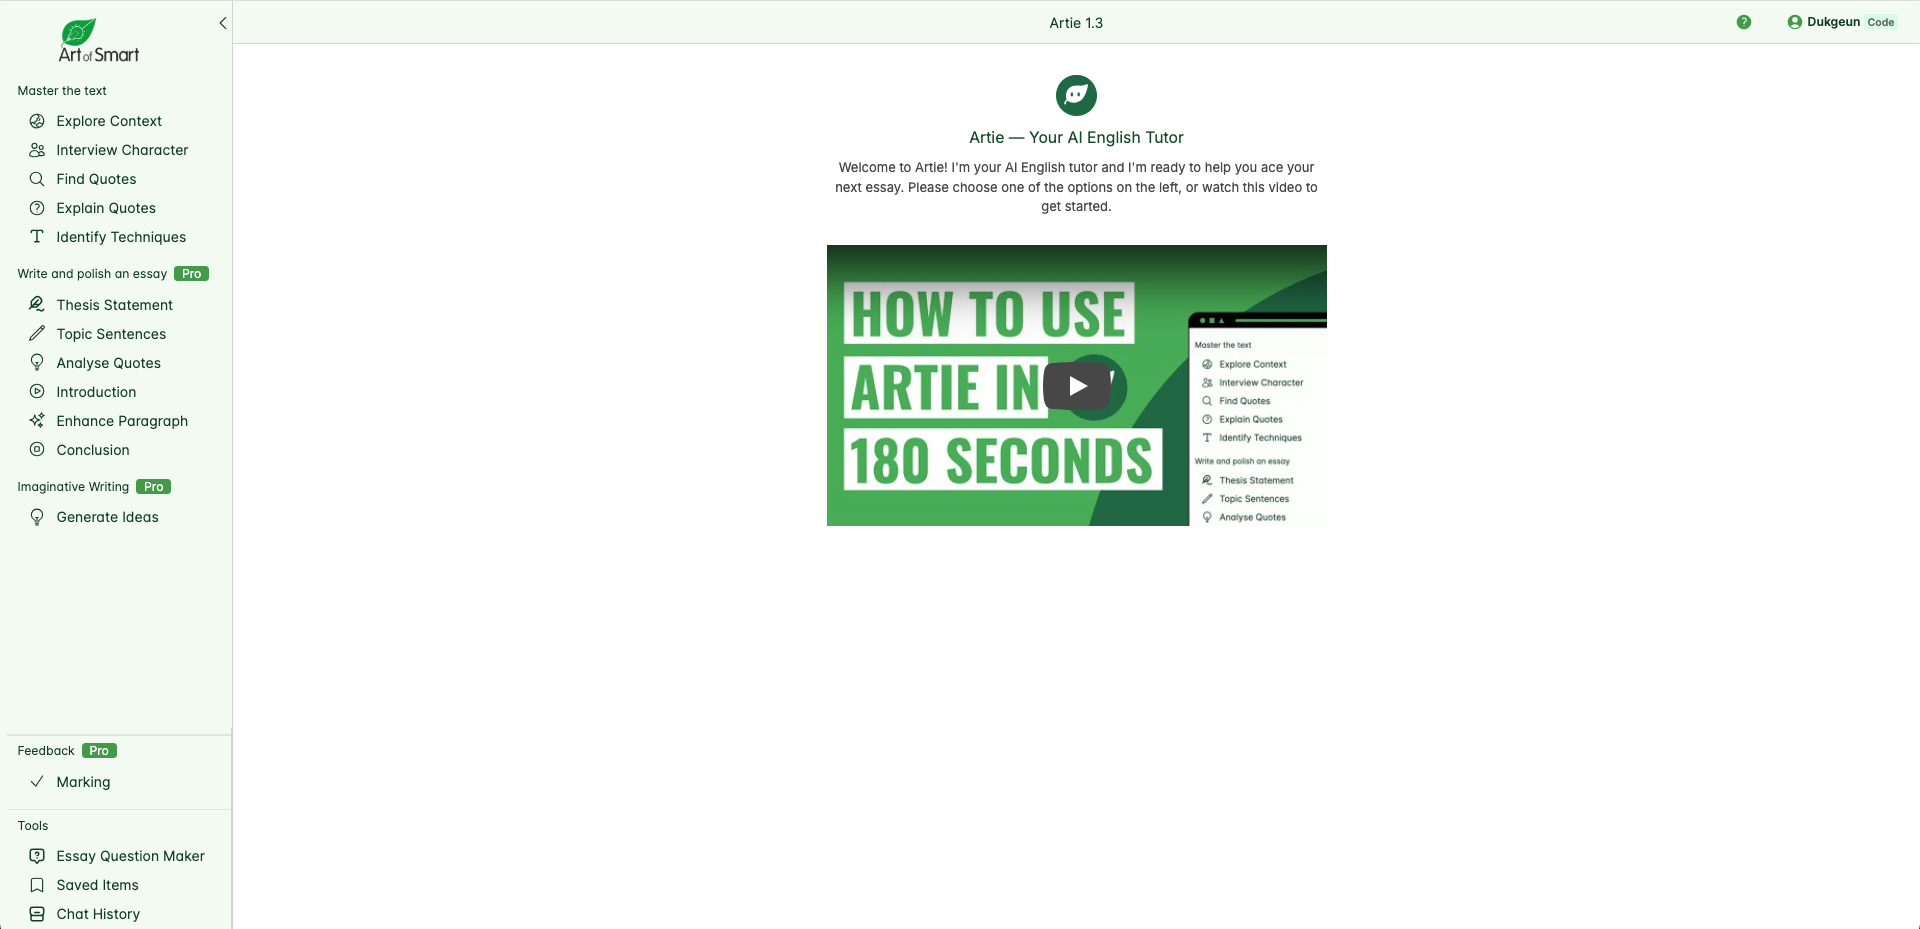 Art of Smart
Artie 1.3
Dukgeun Code
Master the text
Explore Context
Interview Character
Find Quotes
Explain Quotes
Identify Techniques
Write and polish an essay Pro
Thesis Statement
Topic Sentences
Analyse Quotes
Introduction
Enhance Paragraph
Conclusion
Imaginative Writing Pro
Generate Ideas
Feedback Pro
Marking
Tools
Essay Question Maker
Saved Items
Chat History
Artie — Your AI English Tutor
Welcome to Artie! I'm your AI English tutor and I'm ready to help you ace your
next essay. Please choose one of the options on the left, or watch this video to
get started.
HOW TO USE
ARTIE IN
180 SECONDS
Master the text
Explore Context
Interview Character
Find Quotes
Explain Quotes
Identify Techniques
Write and polish an essay
Thesis Statement
Topic Sentences
Analyse Quotes